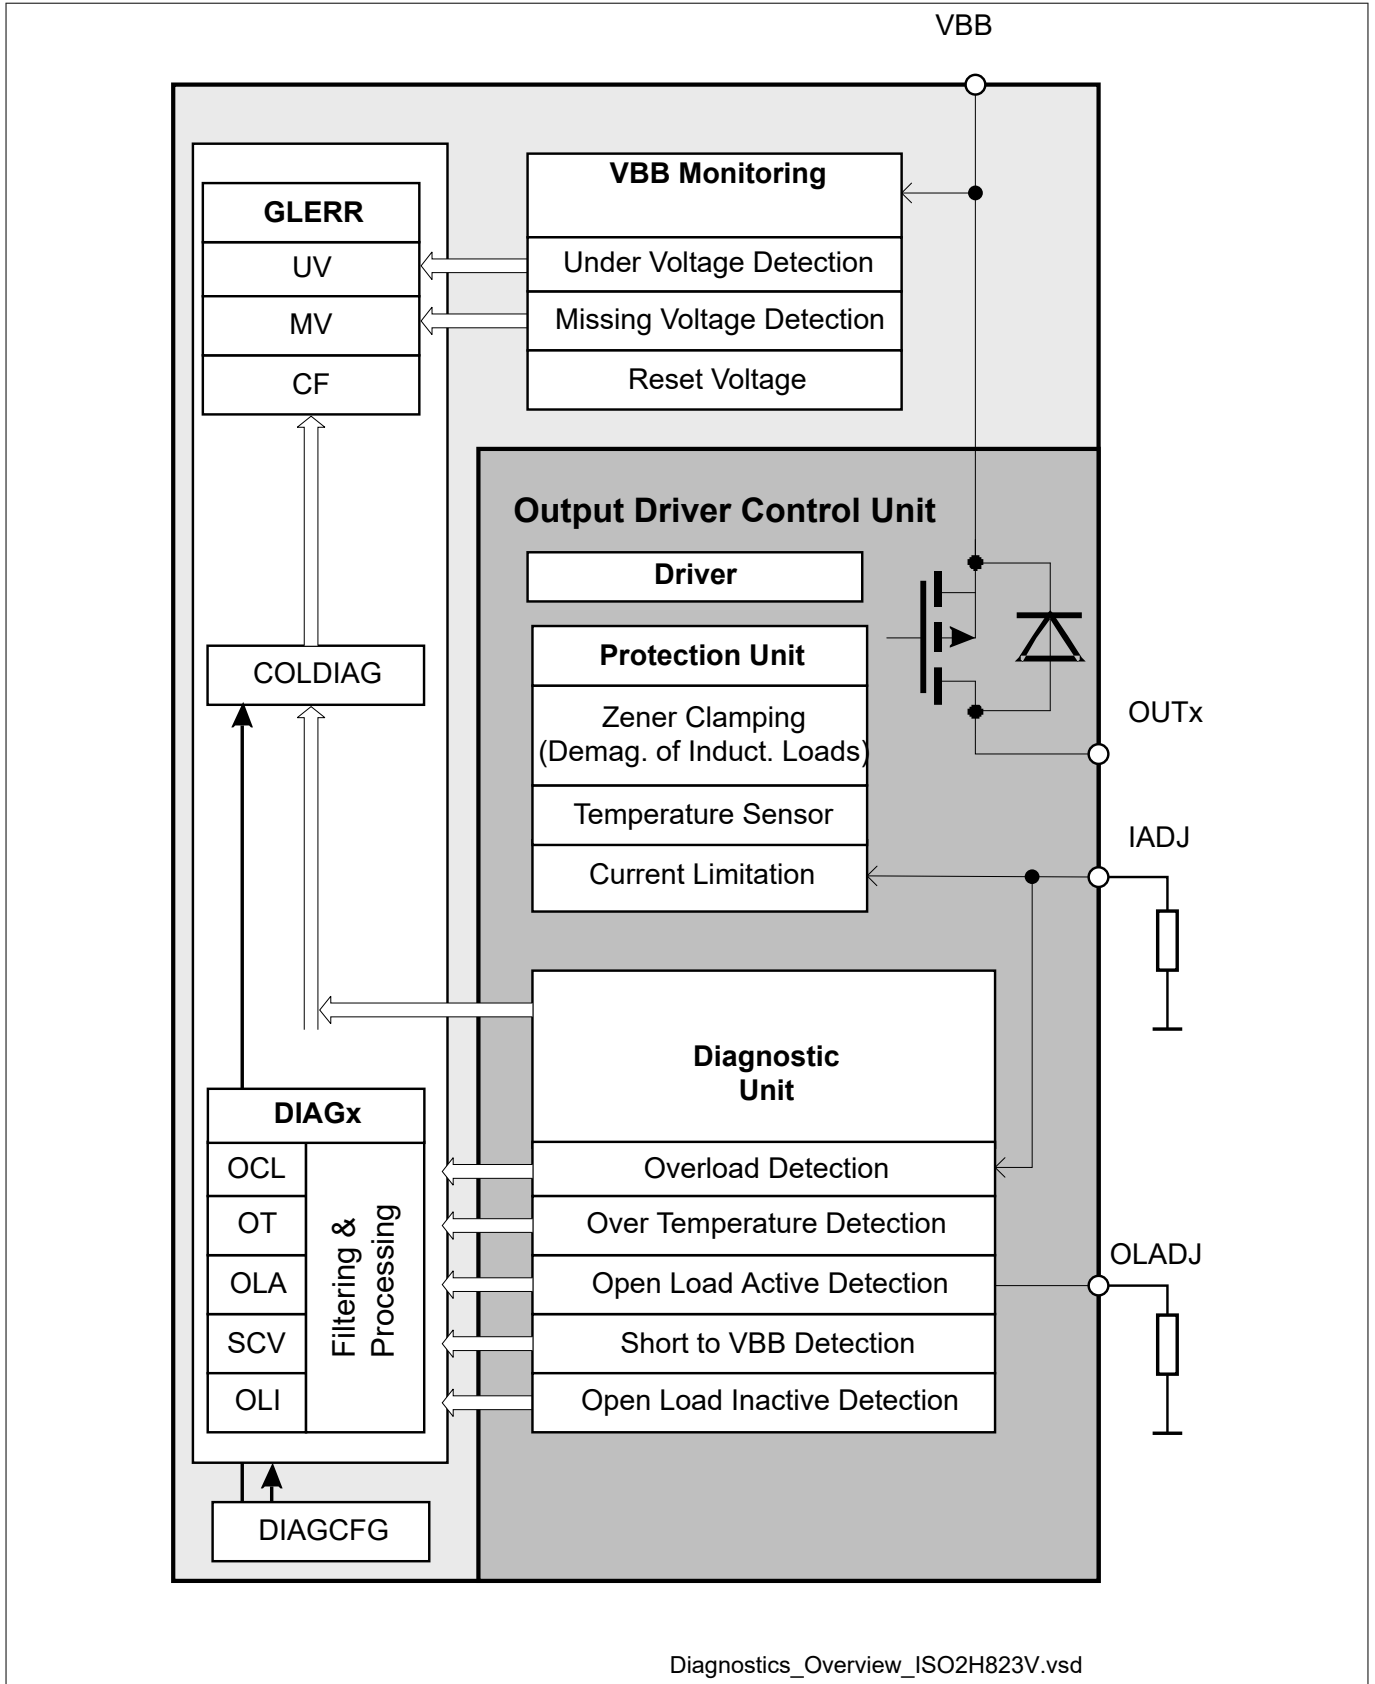 VBB
VBB Monitoring
Under Voltage Detection
Missing Voltage Detection
Reset Voltage
GLERR
UV
MV
CF
Output Driver Control Unit
Driver
Protection Unit
Zener Clamping
(Demag. of Induct. Loads)
Temperature Sensor
Current Limitation
COLDIAG
OUTx
IADJ
Diagnostic
Unit
Overload Detection
Over Temperature Detection
Open Load Active Detection
Short to VBB Detection
Open Load Inactive Detection
DIAGx
OCL
OT
OLA
SCV
OLI
Filtering &
Processing
OLADJ
DIAGCFG
Diagnostics_Overview_ISO2H823V.vsd